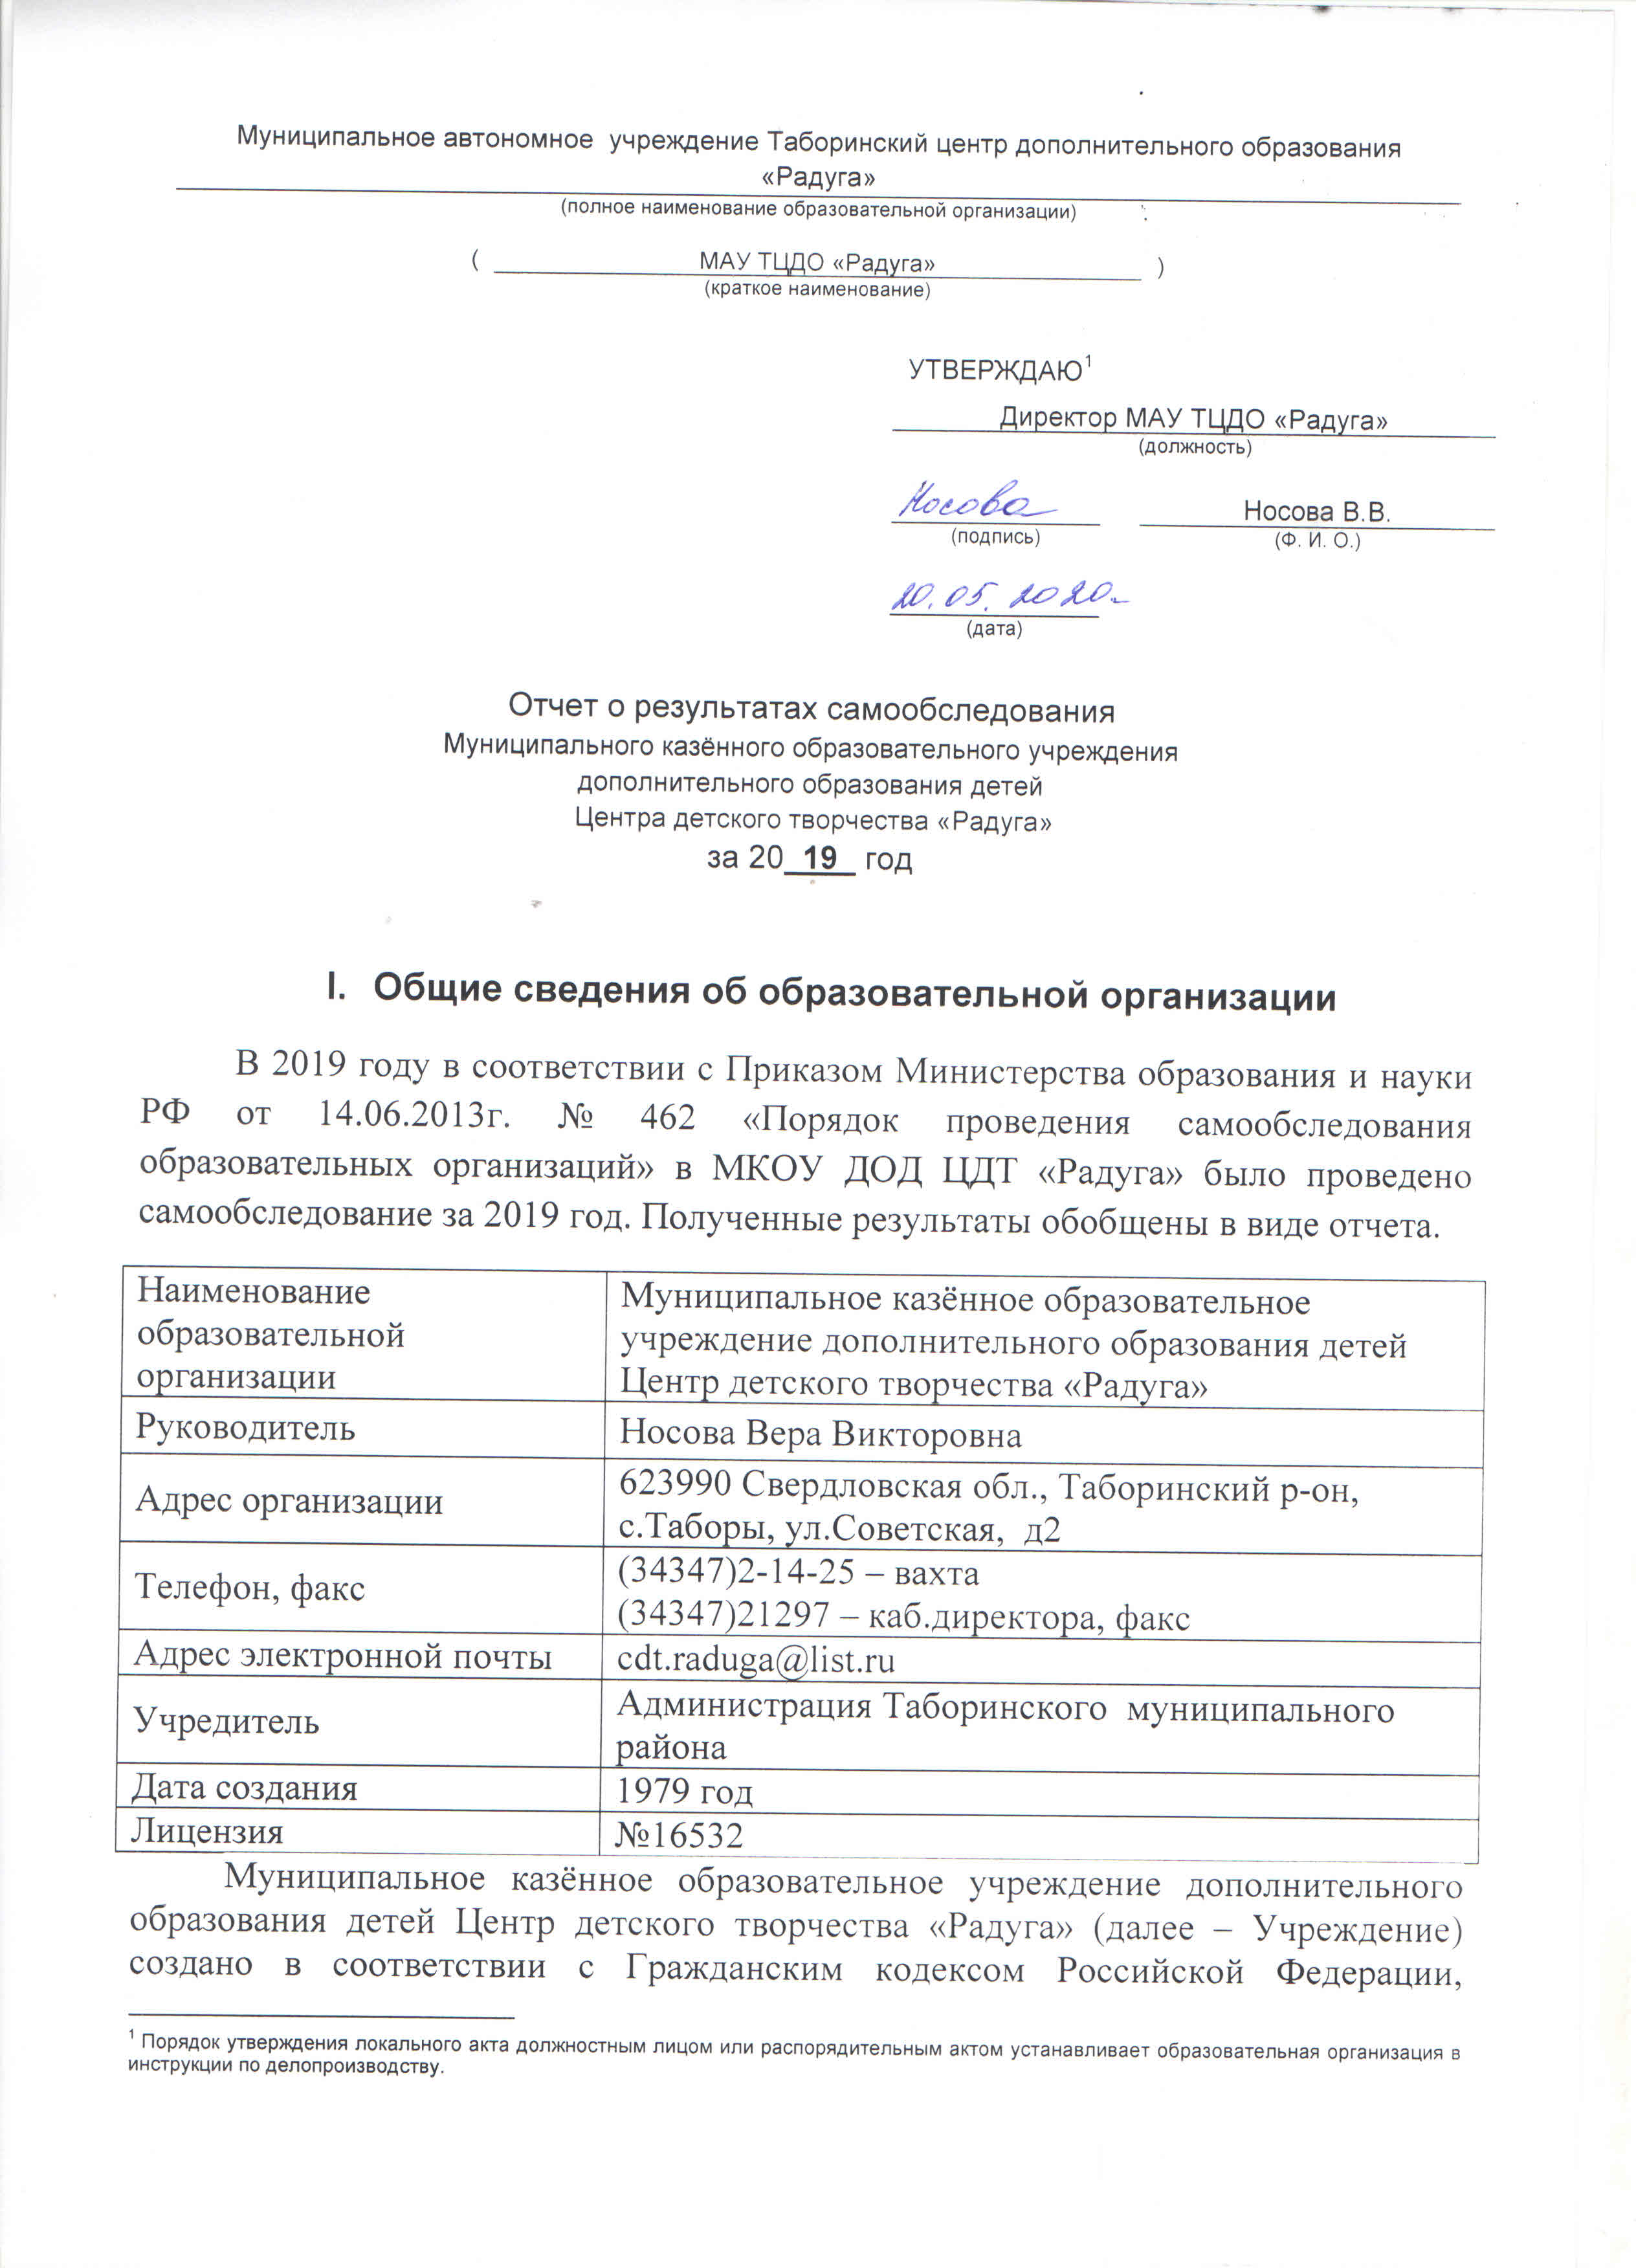 Муниципальное автономное учреждение Таборинский центр дополнительного образования
«Радуга»
(полное наименование образовательной организации)
( МАУ ТЦДО «Радуга» )
(краткое наименование)
УТВЕРЖДАЮ1
Директор МАУ ТЦДО «Радуга»
(должность)
Носова Носова В.В.
(подпись) (Ф. И. О.)
20.05.2020
(дата)
Отчет о результатах самообследования
Муниципального казённого образовательного учреждения
дополнительного образования детей
Центра детского творчества «Радуга»
за 20 19 год
I. Общие сведения об образовательной организации
В 2019 году в соответствии с Приказом Министерства образования и науки
РФ от 14.06.2013г. № 462 «Порядок проведения самообследования
образовательных организаций» в МКОУ ДОД ЦДТ «Радуга» было проведено
самообследование за 2019 год. Полученные результаты обобщены в виде отчета.
Наименование
образовательной
организации
Муниципальное казённое образовательное
учреждение дополнительного образования детей
Центр детского творчества «Радуга»
Руководитель
Носова Вера Викторовна
Адрес организации
623990 Свердловская обл., Таборинский р-он,
с.Таборы, ул.Советская, д2
Телефон, факс
(34347)2-14-25 – вахта
(34347)21297 – каб.директора, факс
Адрес электронной почты
cdt.raduga@list.ru
Учредитель
Администрация Таборинского муниципального
района
Дата создания
1979 год
Лицензия
№16532
Муниципальное казённое образовательное учреждение дополнительного
образования детей Центр детского творчества «Радуга» (далее – Учреждение)
создано в соответствии с Гражданским кодексом Российской Федерации,
1 Порядок утверждения локального акта должностным лицом или распорядительным актом устанавливает образовательная организация в
инструкции по делопроизводству.